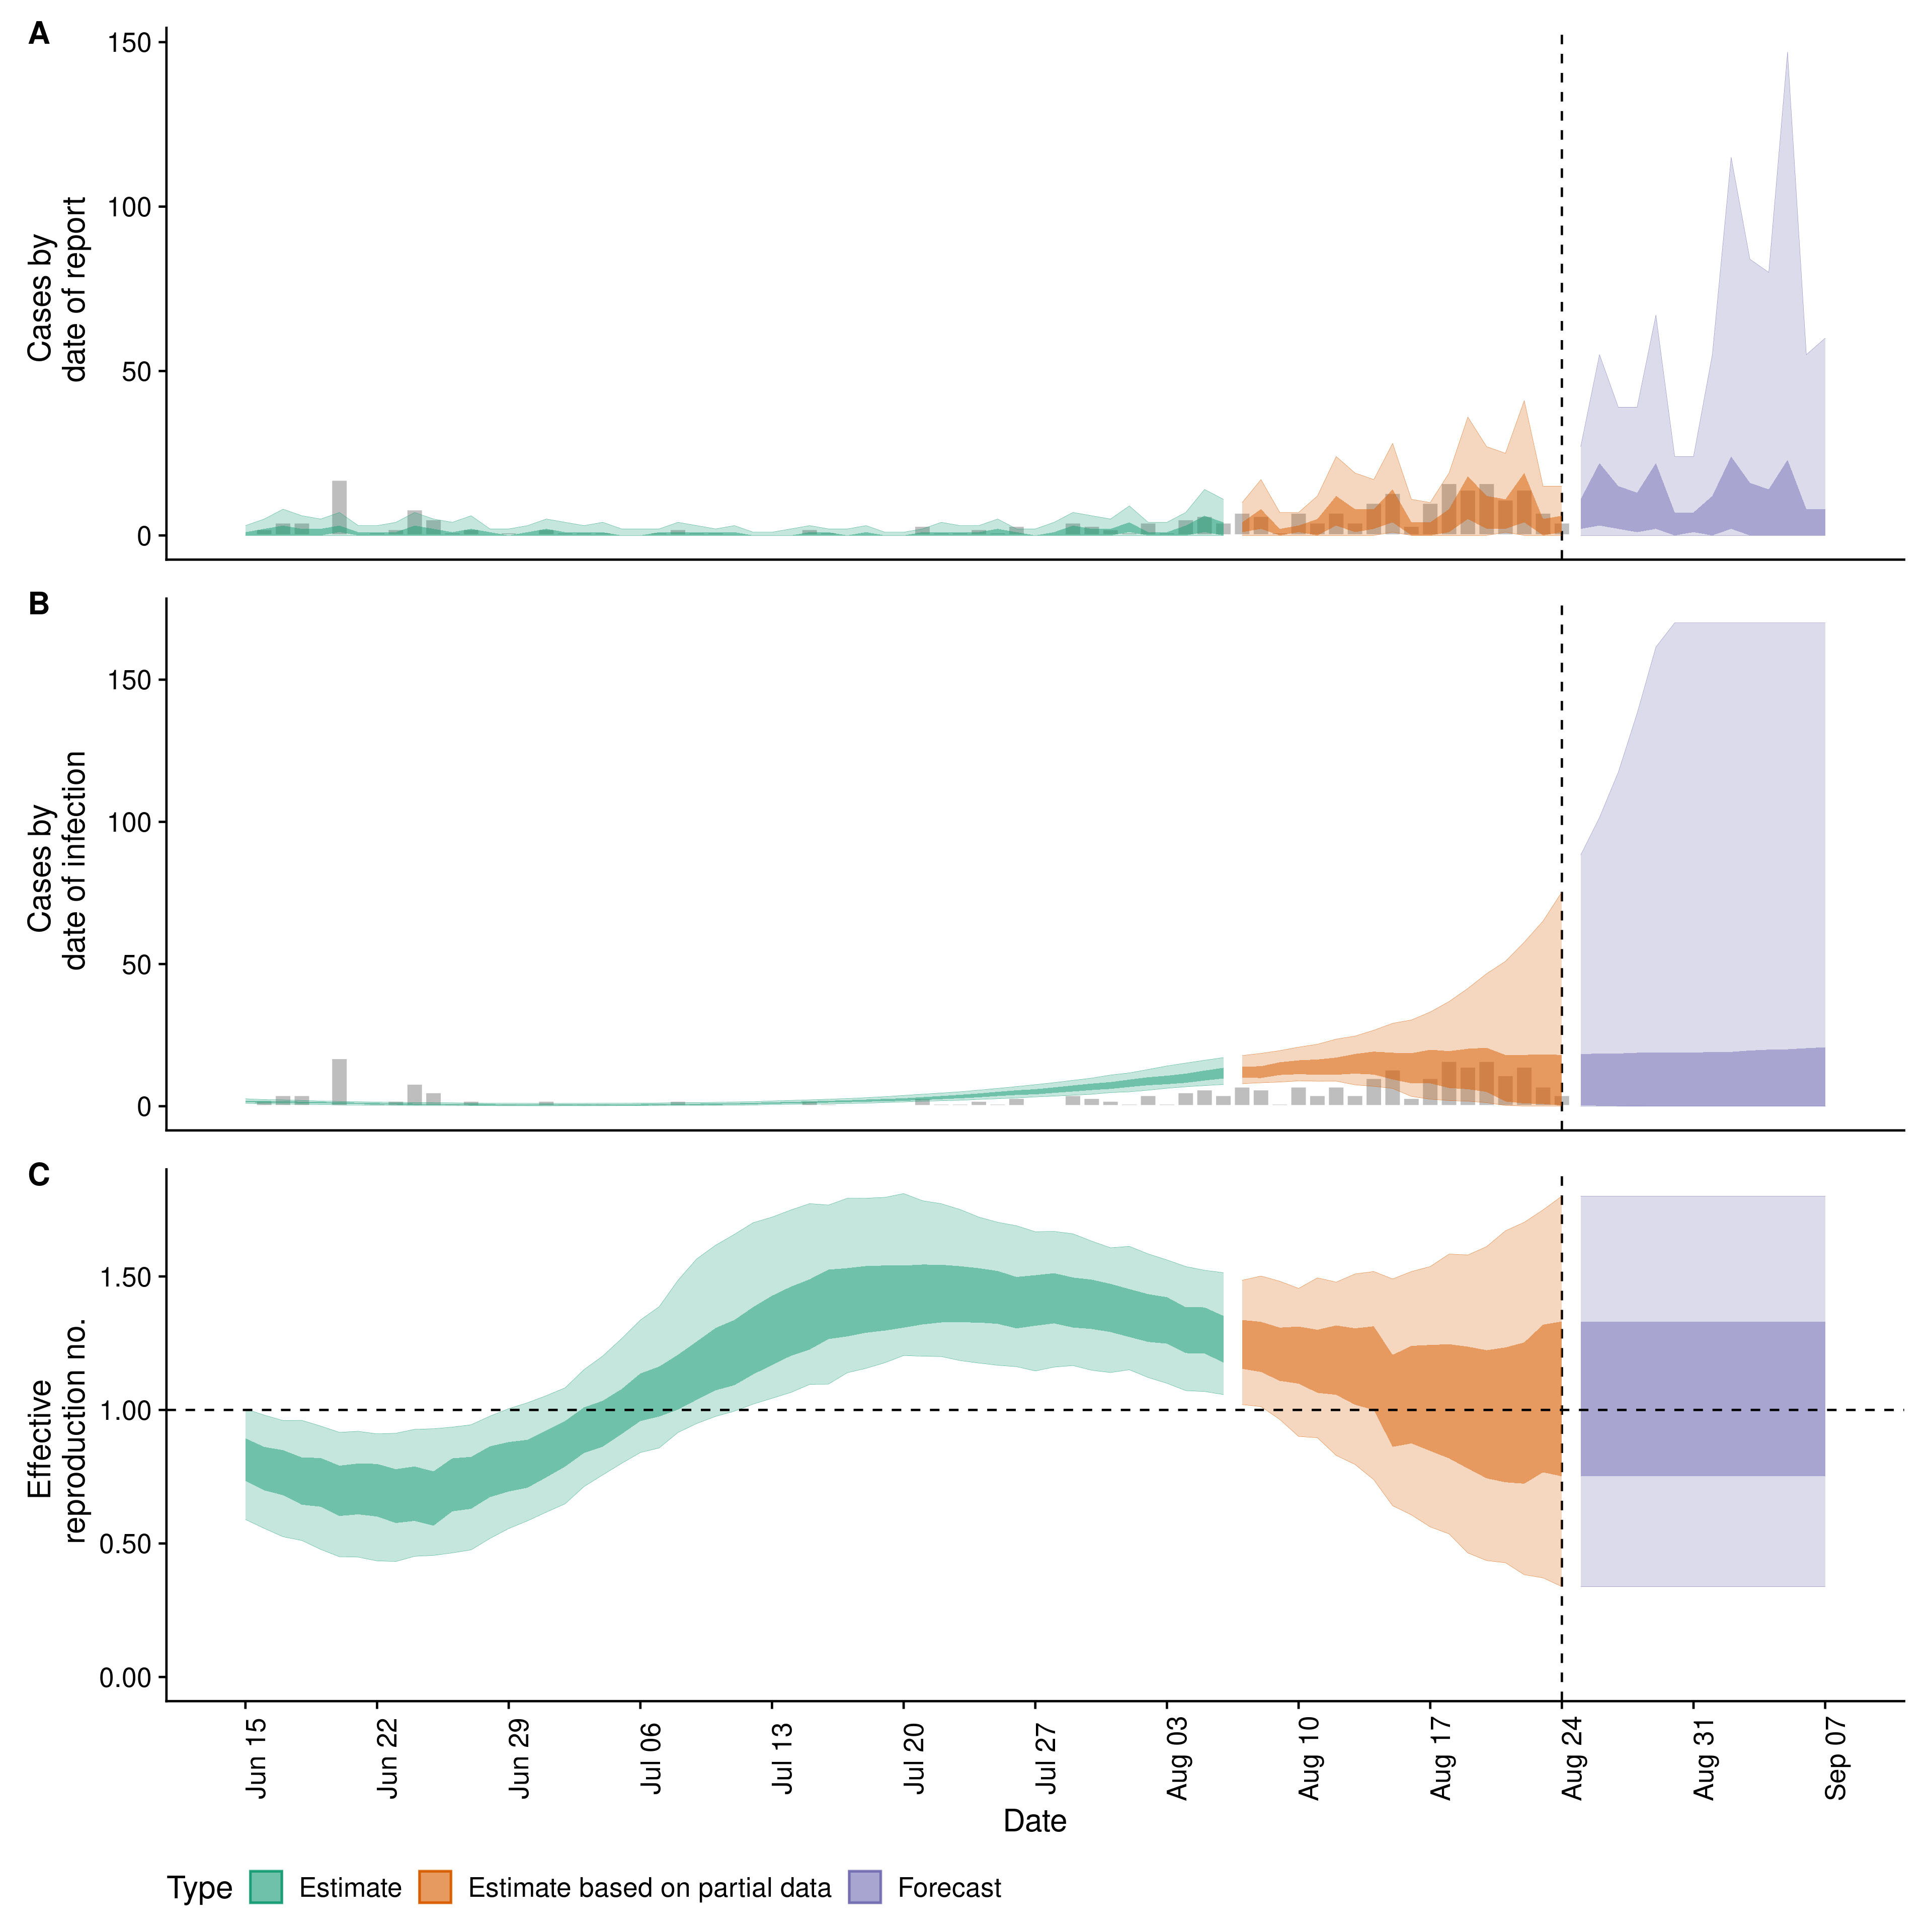 A
Cases by
date of report
150
100
50
0
B
Cases by
date of infection
150
100
50
0
C
Effective
reproduction no.
1.50
1.00
0.50
0.00
Jun 15
Jun 22
Jun 29
Jul 06
Jul 13
Jul 20
Jul 27
Aug 03
Aug 10
Aug 17
Aug 24
Aug 31
Sep 07
Date
Type Estimate Estimate based on partial data Forecast